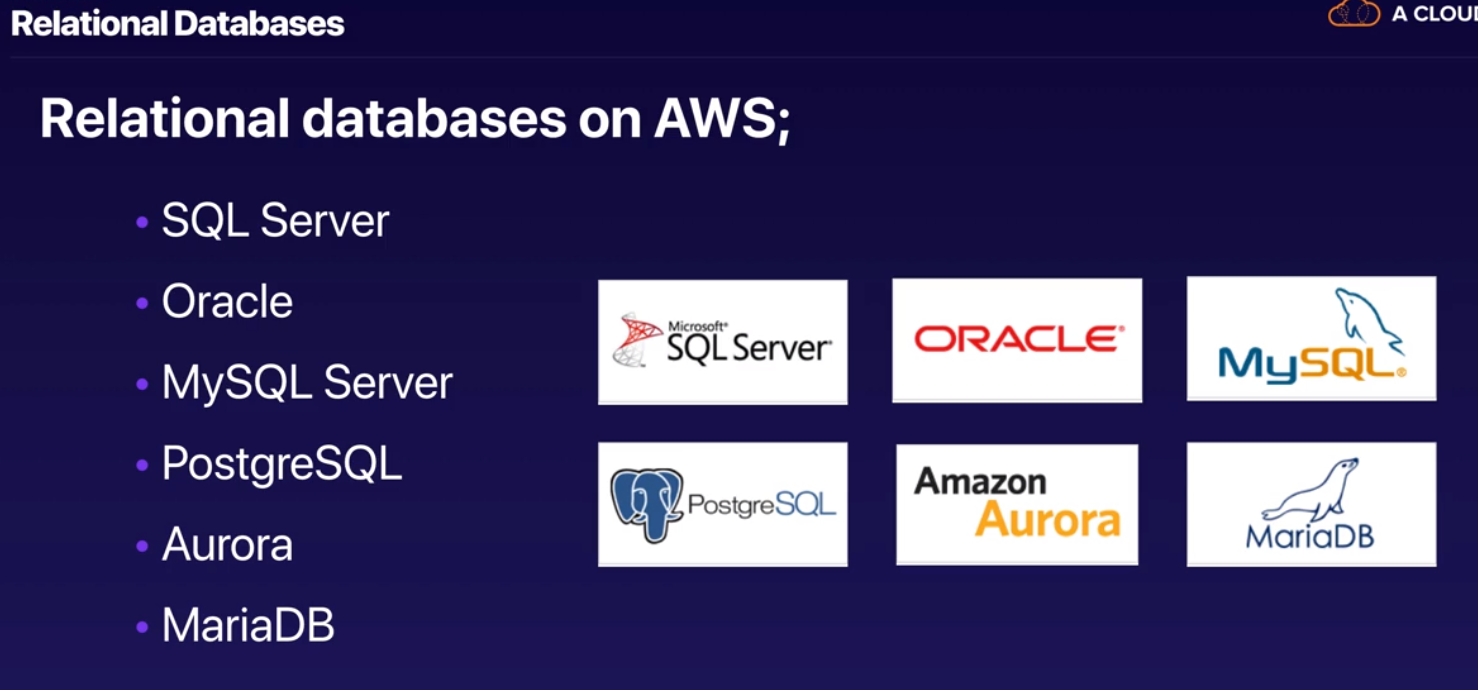 Relational Databases
A CLOU
Relational databases on AWS;
• SQL Server
• Oracle
• MySQL Server
• PostgreSQL
• Aurora
• MariaDB
Microsoft®
SQL Server®
ORACLE®
MySQL®
PostgreSQL
Amazon
Aurora
MariaDB